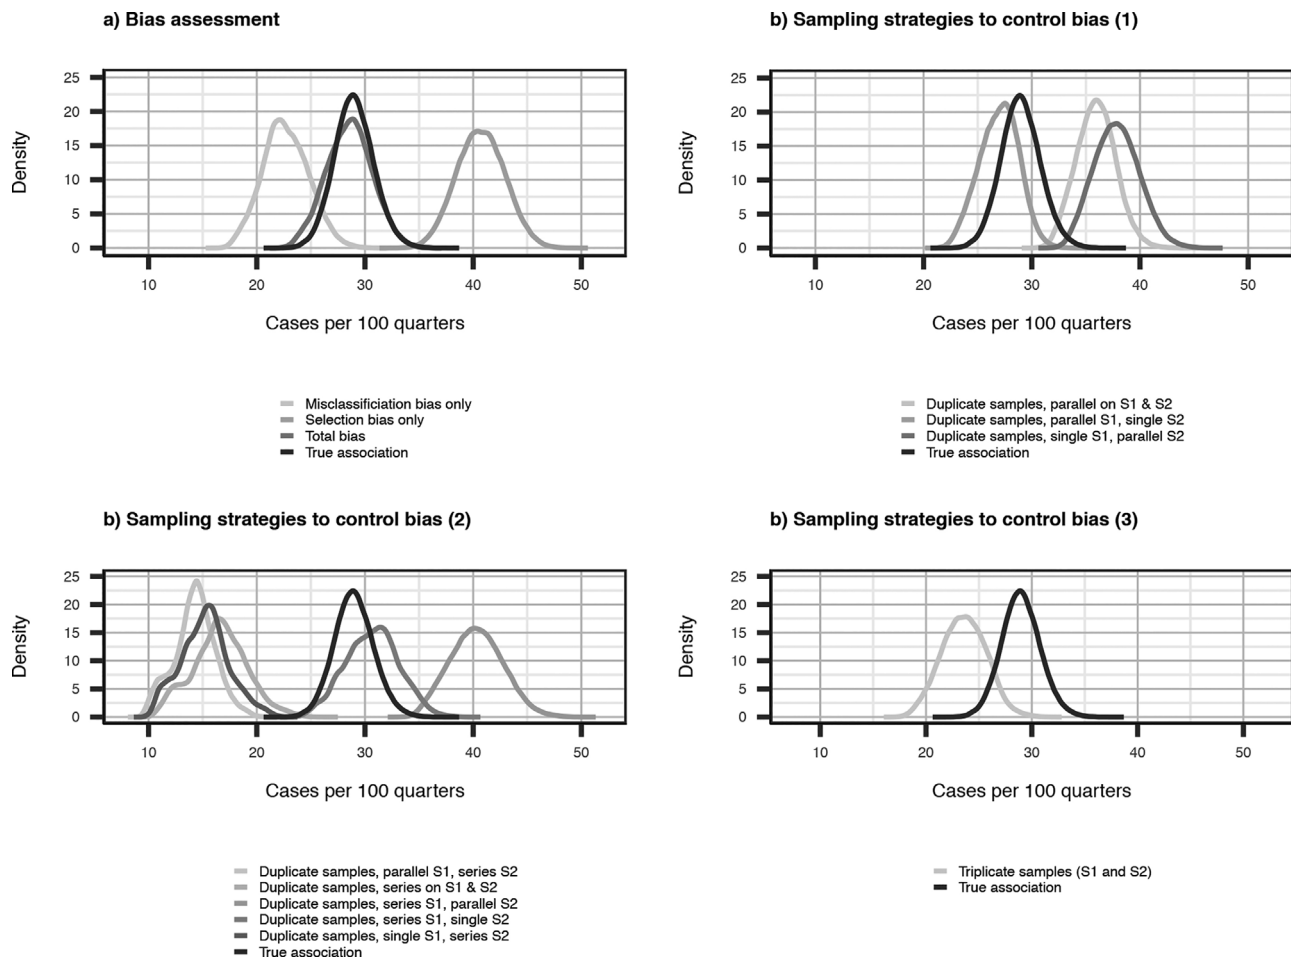 a) Bias assessment
25
20
15
10
5
0
Density
10 20 30 40 50
Cases per 100 quarters
Misclassificiation bias only
Selection bias only
Total bias
True association
b) Sampling strategies to control bias (1)
25
20
15
10
5
0
Density
10 20 30 40 50
Cases per 100 quarters
Duplicate samples, parallel on S1 & S2
Duplicate samples, parallel S1, single S2
Duplicate samples, single S1, parallel S2
True association
b) Sampling strategies to control bias (2)
25
20
15
10
5
0
Density
10 20 30 40 50
Cases per 100 quarters
Duplicate samples, parallel S1, series S2
Duplicate samples, series on S1 & S2
Duplicate samples, series S1, parallel S2
Duplicate samples, series S1, single S2
Duplicate samples, single S1, series S2
True association
b) Sampling strategies to control bias (3)
25
20
15
10
5
0
Density
10 20 30 40 50
Cases per 100 quarters
Triplicate samples (S1 and S2)
True association